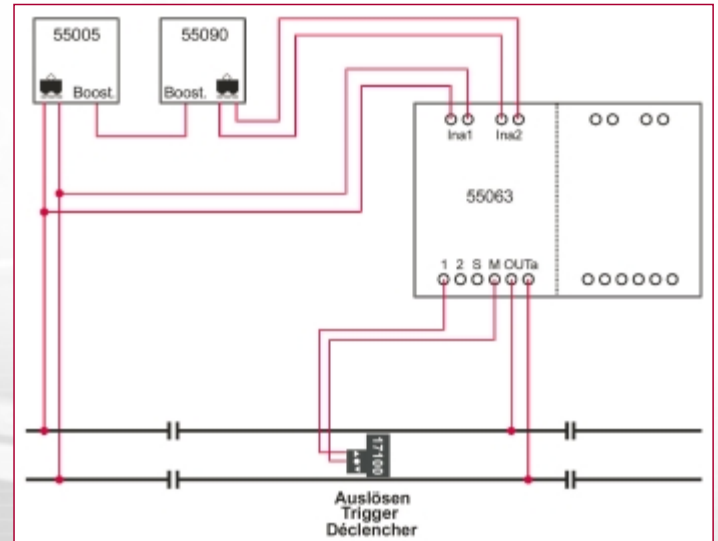 55005
55090
Boost.
Boost.
Ina1 Ina2
55063
1 2 S M OUTa
17100
Auslösen
Trigger
Déclencher